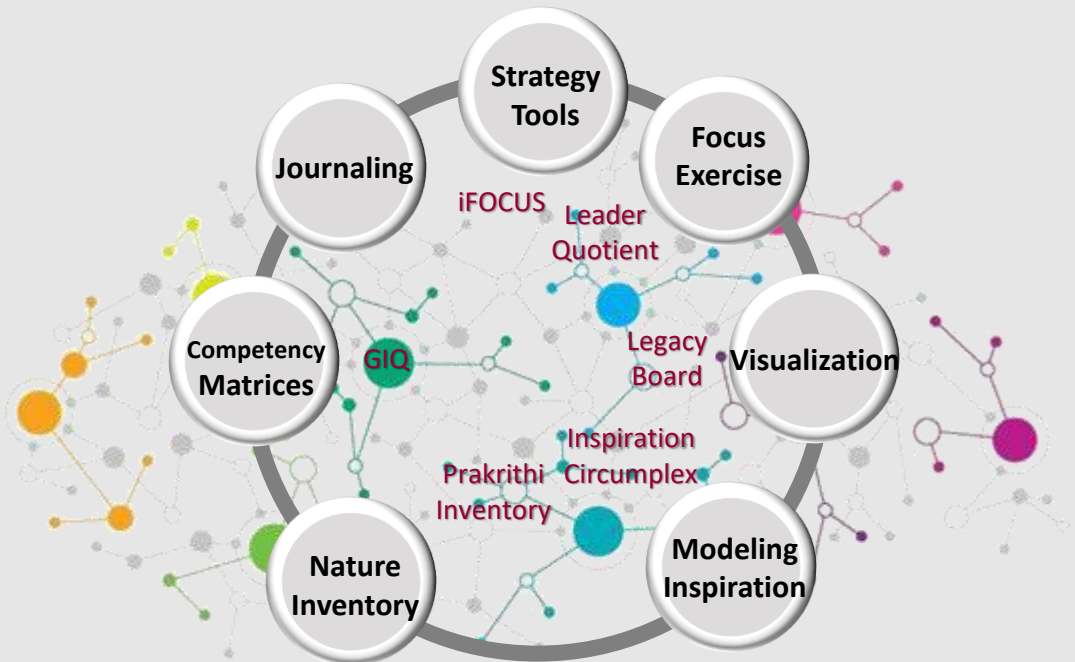 Strategy
Tools
Focus
Exercise
Journaling
iFOCUS
Leader
Quotient
Legacy
Board
Visualization
Competency
Matrices
GIQ
Inspiration
Circumplex
Prakrithi
Inventory
Modeling
Inspiration
Nature
Inventory